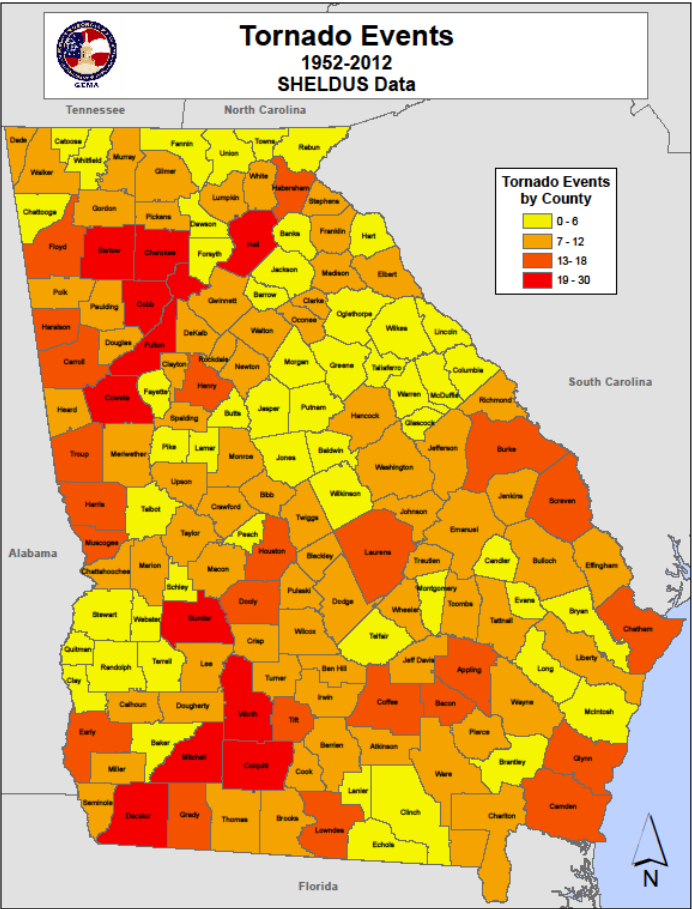 Tornado Events
1952-2012
SHELDUS Data
GEMA
Tennessee
North Carolina
Tornado Events
by County
0 - 6
7 - 12
13- 18
19 - 30
South Carolina
Alabama
Florida
N
Dade
Catoosa
Fannin
Towns
Rabun
Walker
Whitfield
Murray
Union
Gilmer
White
Habersham
Chattooga
Gordon
Pickens
Lumpkin
Stephens
Dawson
Floyd
Bartow
Cherokee
Forsyth
Hall
Banks
Franklin
Hart
Jackson
Madison
Elbert
Polk
Paulding
Cobb
Gwinnett
Barrow
Clarke
Oconee
Oglethorpe
Wilkes
Lincoln
Haralson
Douglas
Fulton
DeKalb
Walton
Carroll
Clayton
Rockdale
Newton
Morgan
Greene
Taliaferro
Columbia
Heard
Coweta
Fayette
Henry
Warren
McDuffie
Spalding
Butts
Jasper
Putnam
Hancock
Glascock
Richmond
Troup
Meriwether
Pike
Lamar
Monroe
Jones
Baldwin
Washington
Jefferson
Burke
Harris
Talbot
Upson
Bibb
Wilkinson
Jenkins
Screven
Crawford
Twiggs
Johnson
Emanuel
Muscogee
Taylor
Peach
Houston
Bleckley
Laurens
Treutlen
Candler
Bulloch
Effingham
Chattahoochee
Marion
Macon
Schley
Pulaski
Dodge
Montgomery
Wheeler
Toombs
Evans
Bryan
Tattnall
Stewart
Webster
Sumter
Dooly
Wilcox
Telfair
Chatham
Quitman
Randolph
Terrell
Lee
Crisp
Ben Hill
Jeff Davis
Appling
Long
Liberty
Clay
Calhoun
Dougherty
Worth
Turner
Irwin
Coffee
Bacon
Wayne
McIntosh
Early
Baker
Mitchell
Tift
Berrien
Atkinson
Pierce
Miller
Colquitt
Cook
Ware
Brantley
Glynn
Seminole
Decatur
Grady
Thomas
Brooks
Lowndes
Lanier
Clinch
Echols
Charlton
Camden